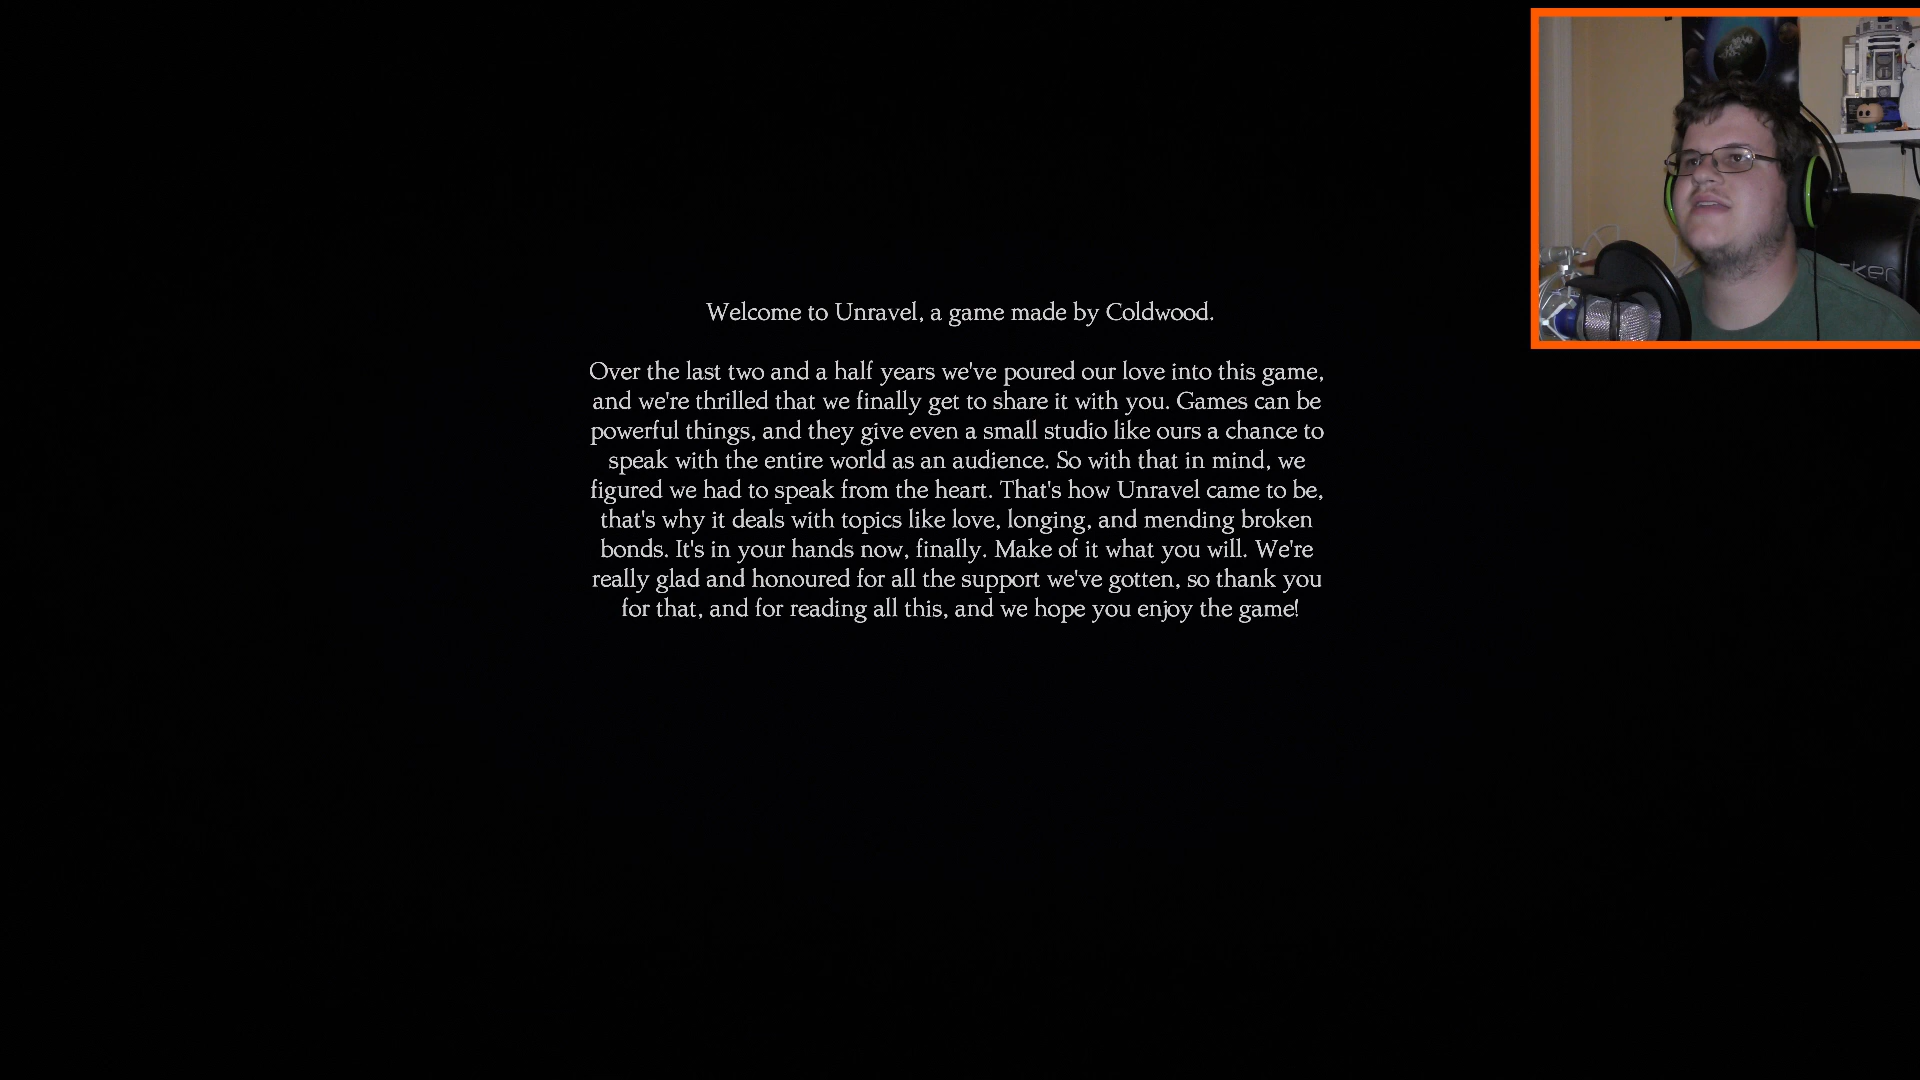 Welcome to Unravel, a game made by Coldwood.
Over the last two and a half years we've poured our love into this game,
and we're thrilled that we finally get to share it with you. Games can be
powerful things, and they give even a small studio like ours a chance to
speak with the entire world as an audience. So with that in mind, we
figured we had to speak from the heart. That's how Unravel came to be,
that's why it deals with topics like love, longing, and mending broken
bonds. It's in your hands now, finally. Make of it what you will. We're
really glad and honoured for all the support we've gotten, so thank you
for that, and for reading all this, and we hope you enjoy the game!